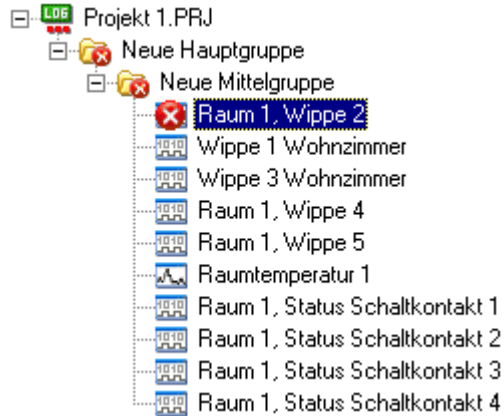 LOG
Projekt 1.PRJ
Neue Hauptgruppe
Neue Mittelgruppe
Raum 1, Wippe 2
Wippe 1 Wohnzimmer
Wippe 3 Wohnzimmer
Raum 1, Wippe 4
Raum 1, Wippe 5
Raumtemperatur 1
Raum 1, Status Schaltkontakt 1
Raum 1, Status Schaltkontakt 2
Raum 1, Status Schaltkontakt 3
Raum 1, Status Schaltkontakt 4